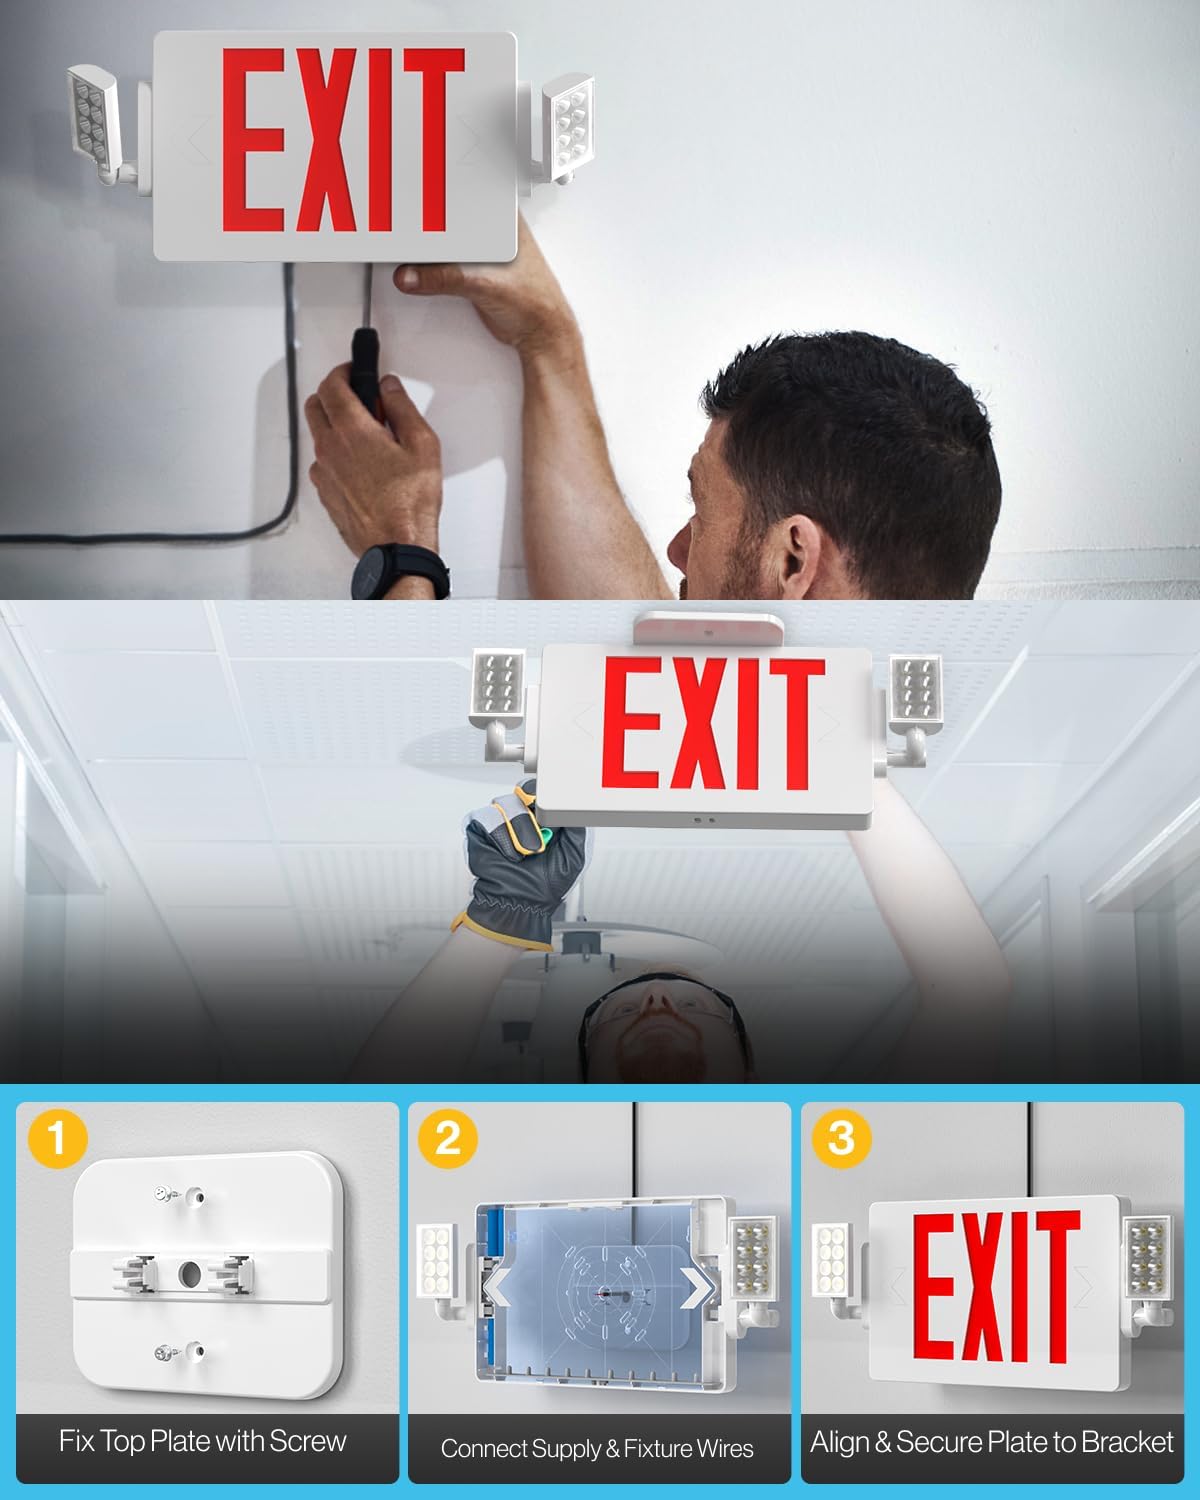 EXIT
EXIT
1
Fix Top Plate with Screw
2
Connect Supply & Fixture Wires
3
EXIT
Align & Secure Plate to Bracket